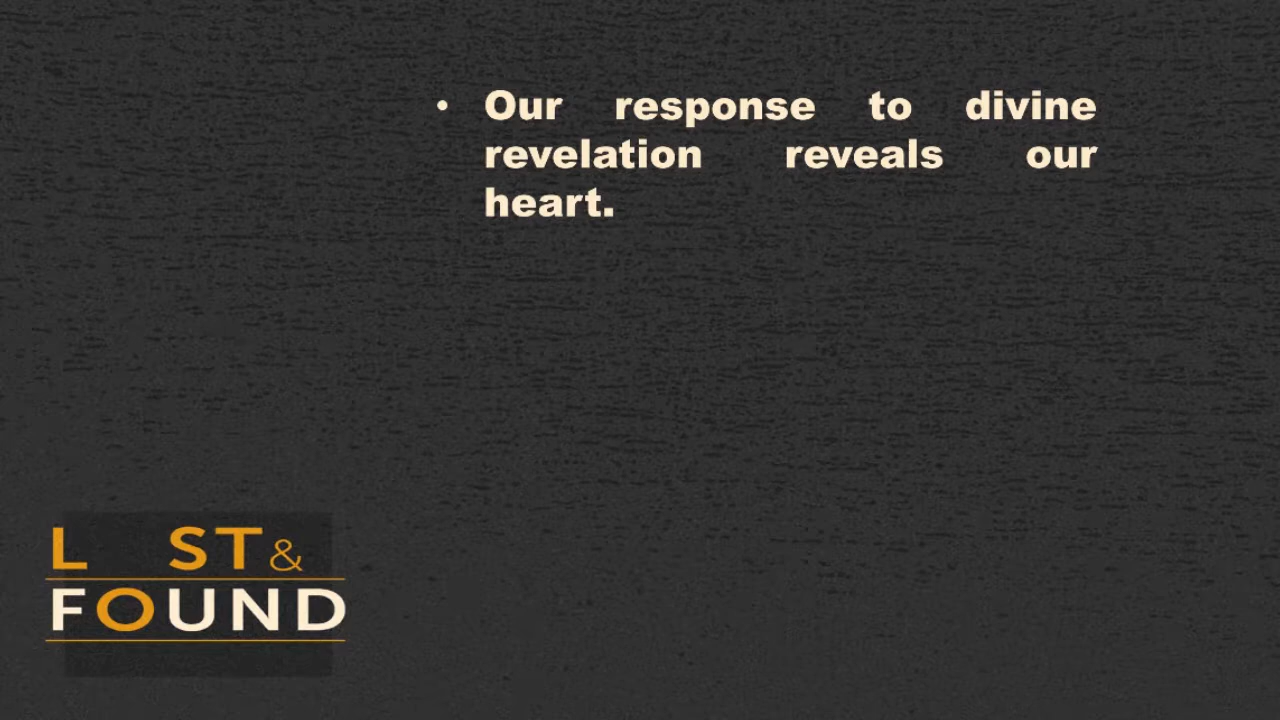 • Our response to divine
revelation reveals our
heart.
L ST&
FOUND